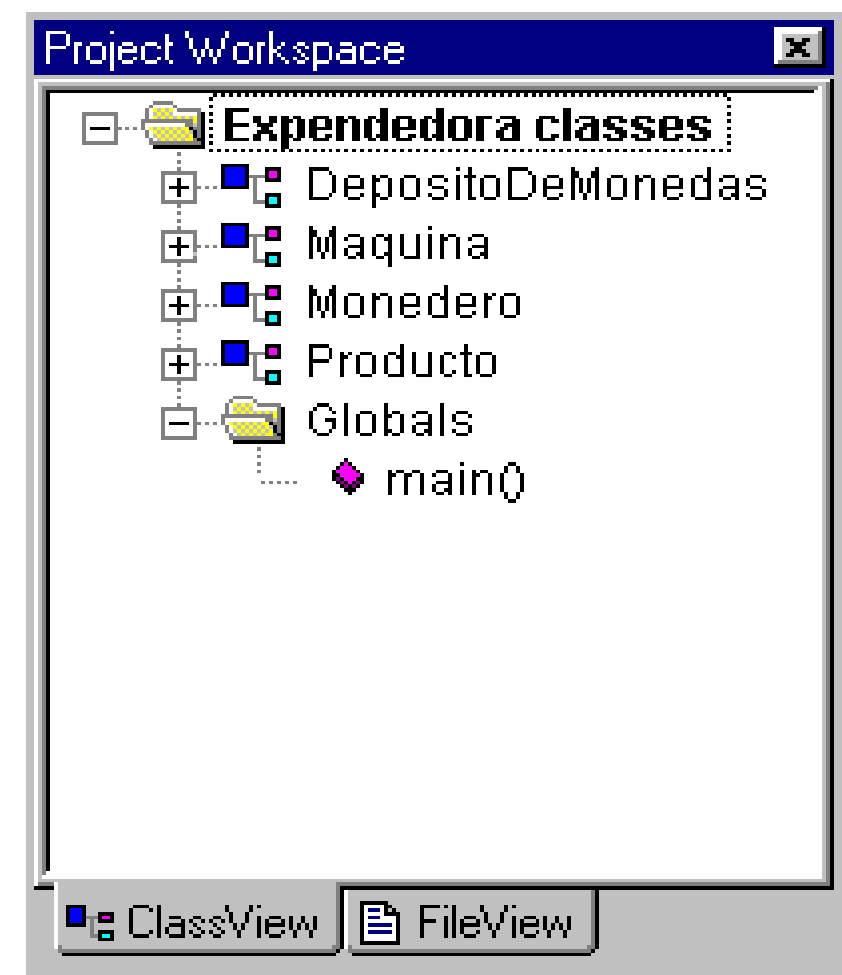 Project Workspace
Expendedora classes
DepositoDeMonedas
Maquina
Monedero
Producto
Globals
main()
ClassView
FileView